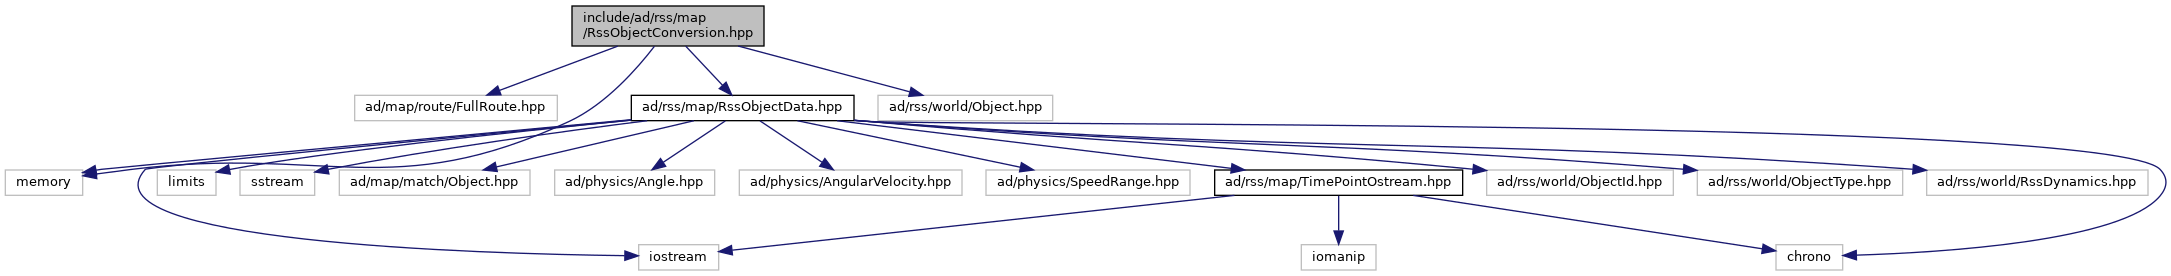 include/ad/rss/map
/RssObjectConversion.hpp
ad/map/route/FullRoute.hpp
ad/rss/map/RssObjectData.hpp
ad/rss/world/Object.hpp
memory
limits
sstream
ad/map/match/Object.hpp
ad/physics/Angle.hpp
ad/physics/AngularVelocity.hpp
ad/physics/SpeedRange.hpp
ad/rss/map/TimePointOstream.hpp
ad/rss/world/ObjectId.hpp
ad/rss/world/ObjectType.hpp
ad/rss/world/RssDynamics.hpp
iostream
iomanip
chrono